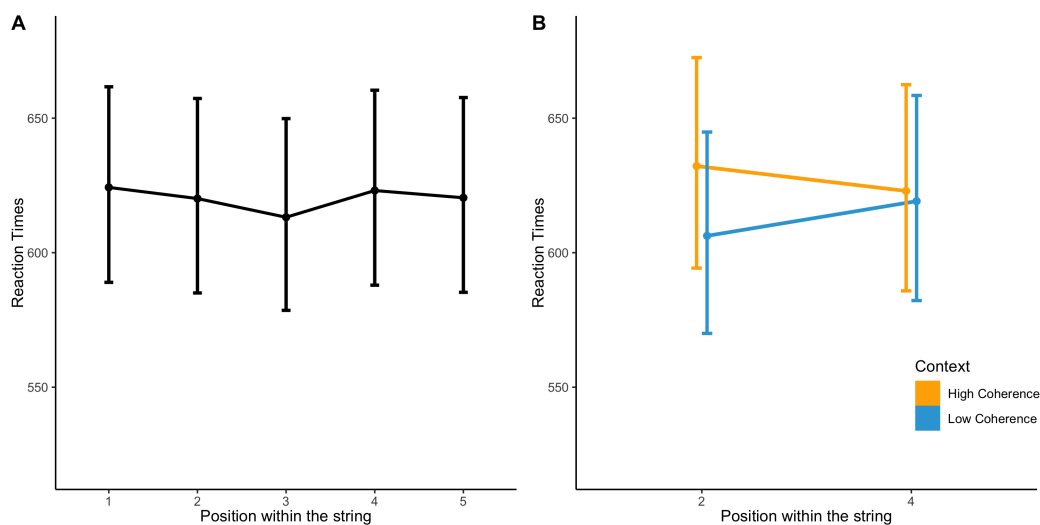 A
Reaction Times
650
600
550
1 2 3 4 5
Position within the string
B
Reaction Times
650
600
550
2 4
Position within the string
Context
High Coherence
Low Coherence